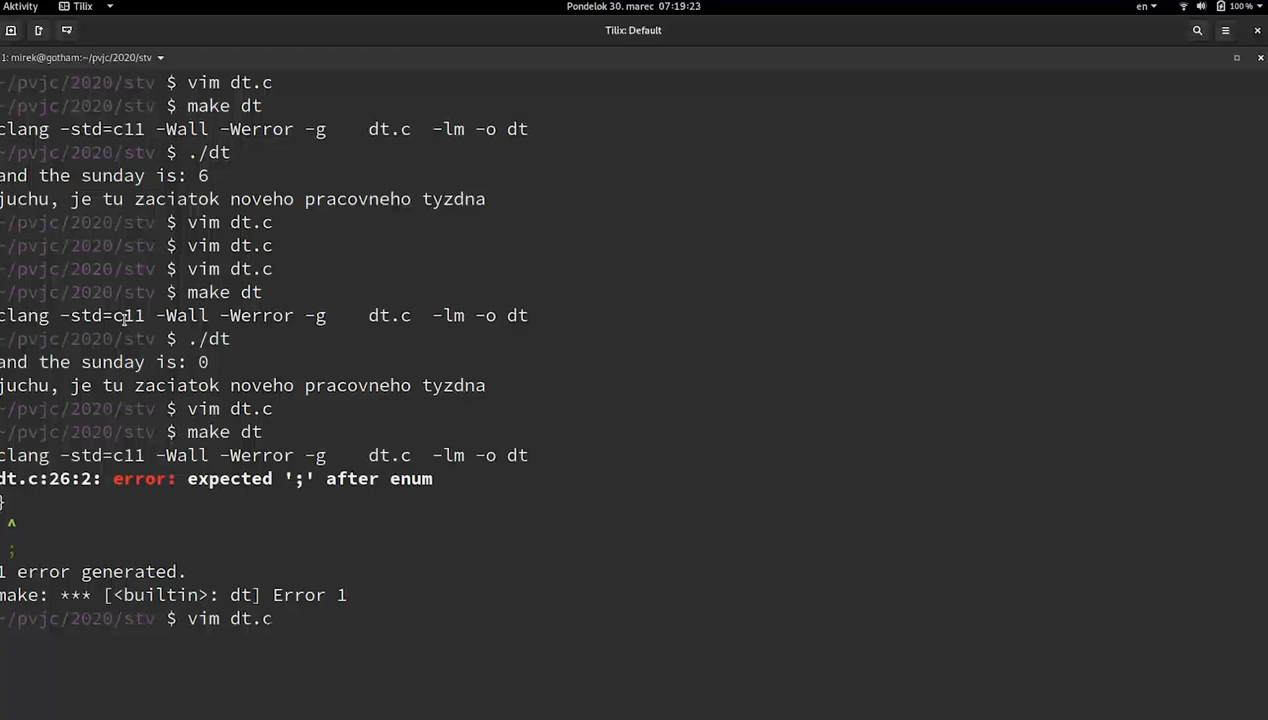 Aktivity Tilix Pondelok 30. marec 07:19:23 en 100 %
Tilix: Default
1: mirek@gotham:~/pvjc/2020/stv
~/pvjc/2020/stv $ vim dt.c
~/pvjc/2020/stv $ make dt
clang -std=c11 -Wall -Werror -g    dt.c  -lm -o dt
~/pvjc/2020/stv $ ./dt
and the sunday is: 6
juchu, je tu zaciatok noveho pracovneho tyzdna
~/pvjc/2020/stv $ vim dt.c
~/pvjc/2020/stv $ vim dt.c
~/pvjc/2020/stv $ vim dt.c
~/pvjc/2020/stv $ make dt
clang -std=c11 -Wall -Werror -g    dt.c  -lm -o dt
~/pvjc/2020/stv $ ./dt
and the sunday is: 0
juchu, je tu zaciatok noveho pracovneho tyzdna
~/pvjc/2020/stv $ vim dt.c
~/pvjc/2020/stv $ make dt
clang -std=c11 -Wall -Werror -g    dt.c  -lm -o dt
dt.c:26:2: error: expected ';' after enum
}
 ^
 ;
1 error generated.
make: *** [<builtin>: dt] Error 1
~/pvjc/2020/stv $ vim dt.c